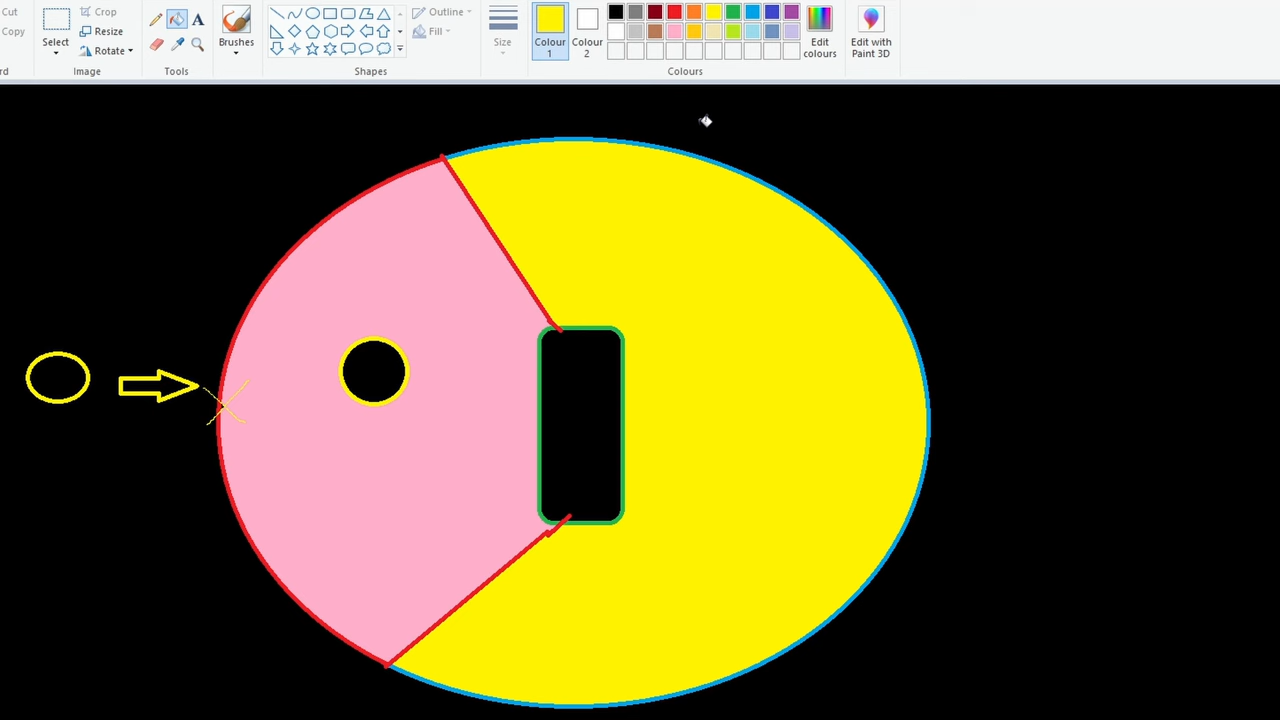 Cut
Copy
rd
Select
Crop
Resize
Rotate
Image
A
Tools
Brushes
Outline
Fill
Shapes
Size
Colour
1
Colour
2
Edit
colours
Colours
Edit with
Paint 3D